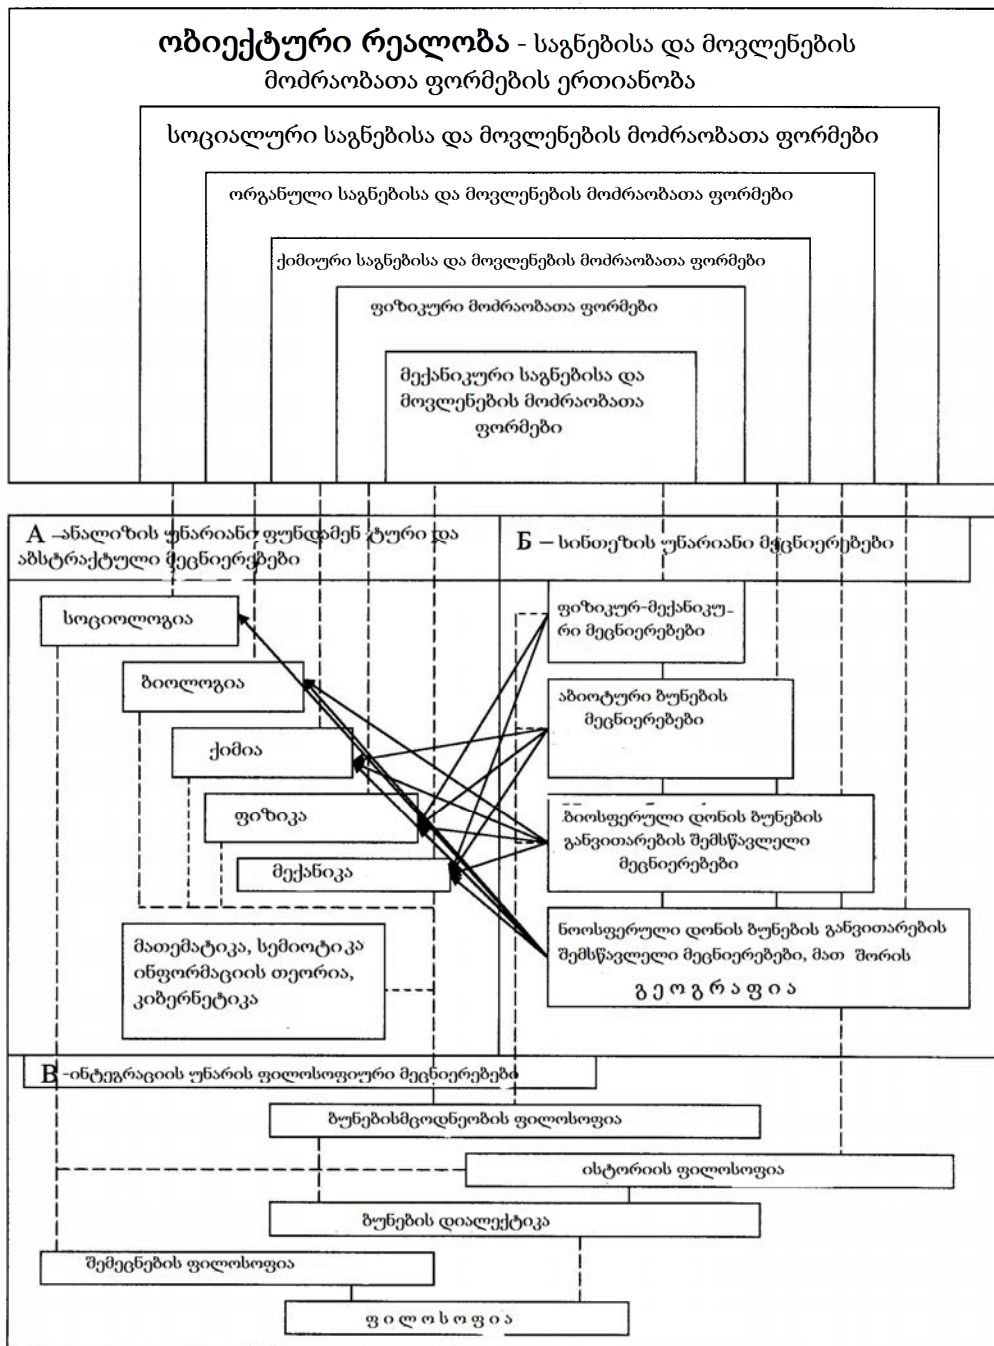 ობიექტური რეალობა - საგნებისა და მოვლენების
მოძრაობათა ფორმების ერთიანობა
სოციალური საგნებისა და მოვლენების მოძრაობათა ფორმები
ორგანული საგნებისა და მოვლენების მოძრაობათა ფორმები
ქიმიური საგნებისა და მოვლენების მოძრაობათა ფორმები
ფიზიკური მოძრაობათა ფორმები
მექანიკური საგნებისა და
მოვლენების მოძრაობათა
ფორმები
А –ანალიზის უნარიანი ფუნდამენტური და
აბსტრაქტული მეცნიერებები
Б – სინთეზის უნარიანი მეცნიერებები
სოციოლოგია
ბიოლოგია
ქიმია
ფიზიკა
მექანიკა
მათემატიკა, სემიოტიკა
ინფორმაციის თეორია,
კიბერნეტიკა
ფიზიკურ-მექანიკუ-
რი მეცნიერებები
აბიოტური ბუნების
მეცნიერებები
ბიოსფერული დონის ბუნების
განვითარების შემსწავლელი
მეცნიერებები
ნოოსფერული დონის ბუნების განვითარების
შემსწავლელი მეცნიერებები, მათ შორის
გ ე ო გ რ ა ფ ი ა
В -ინტეგრაციის უნარის ფილოსოფიური მეცნიერებები
ბუნებისმცოდნეობის ფილოსოფია
ისტორიის ფილოსოფია
ბუნების დიალექტიკა
შემეცნების ფილოსოფია
ფ ი ლ ო ს ო ფ ი ა